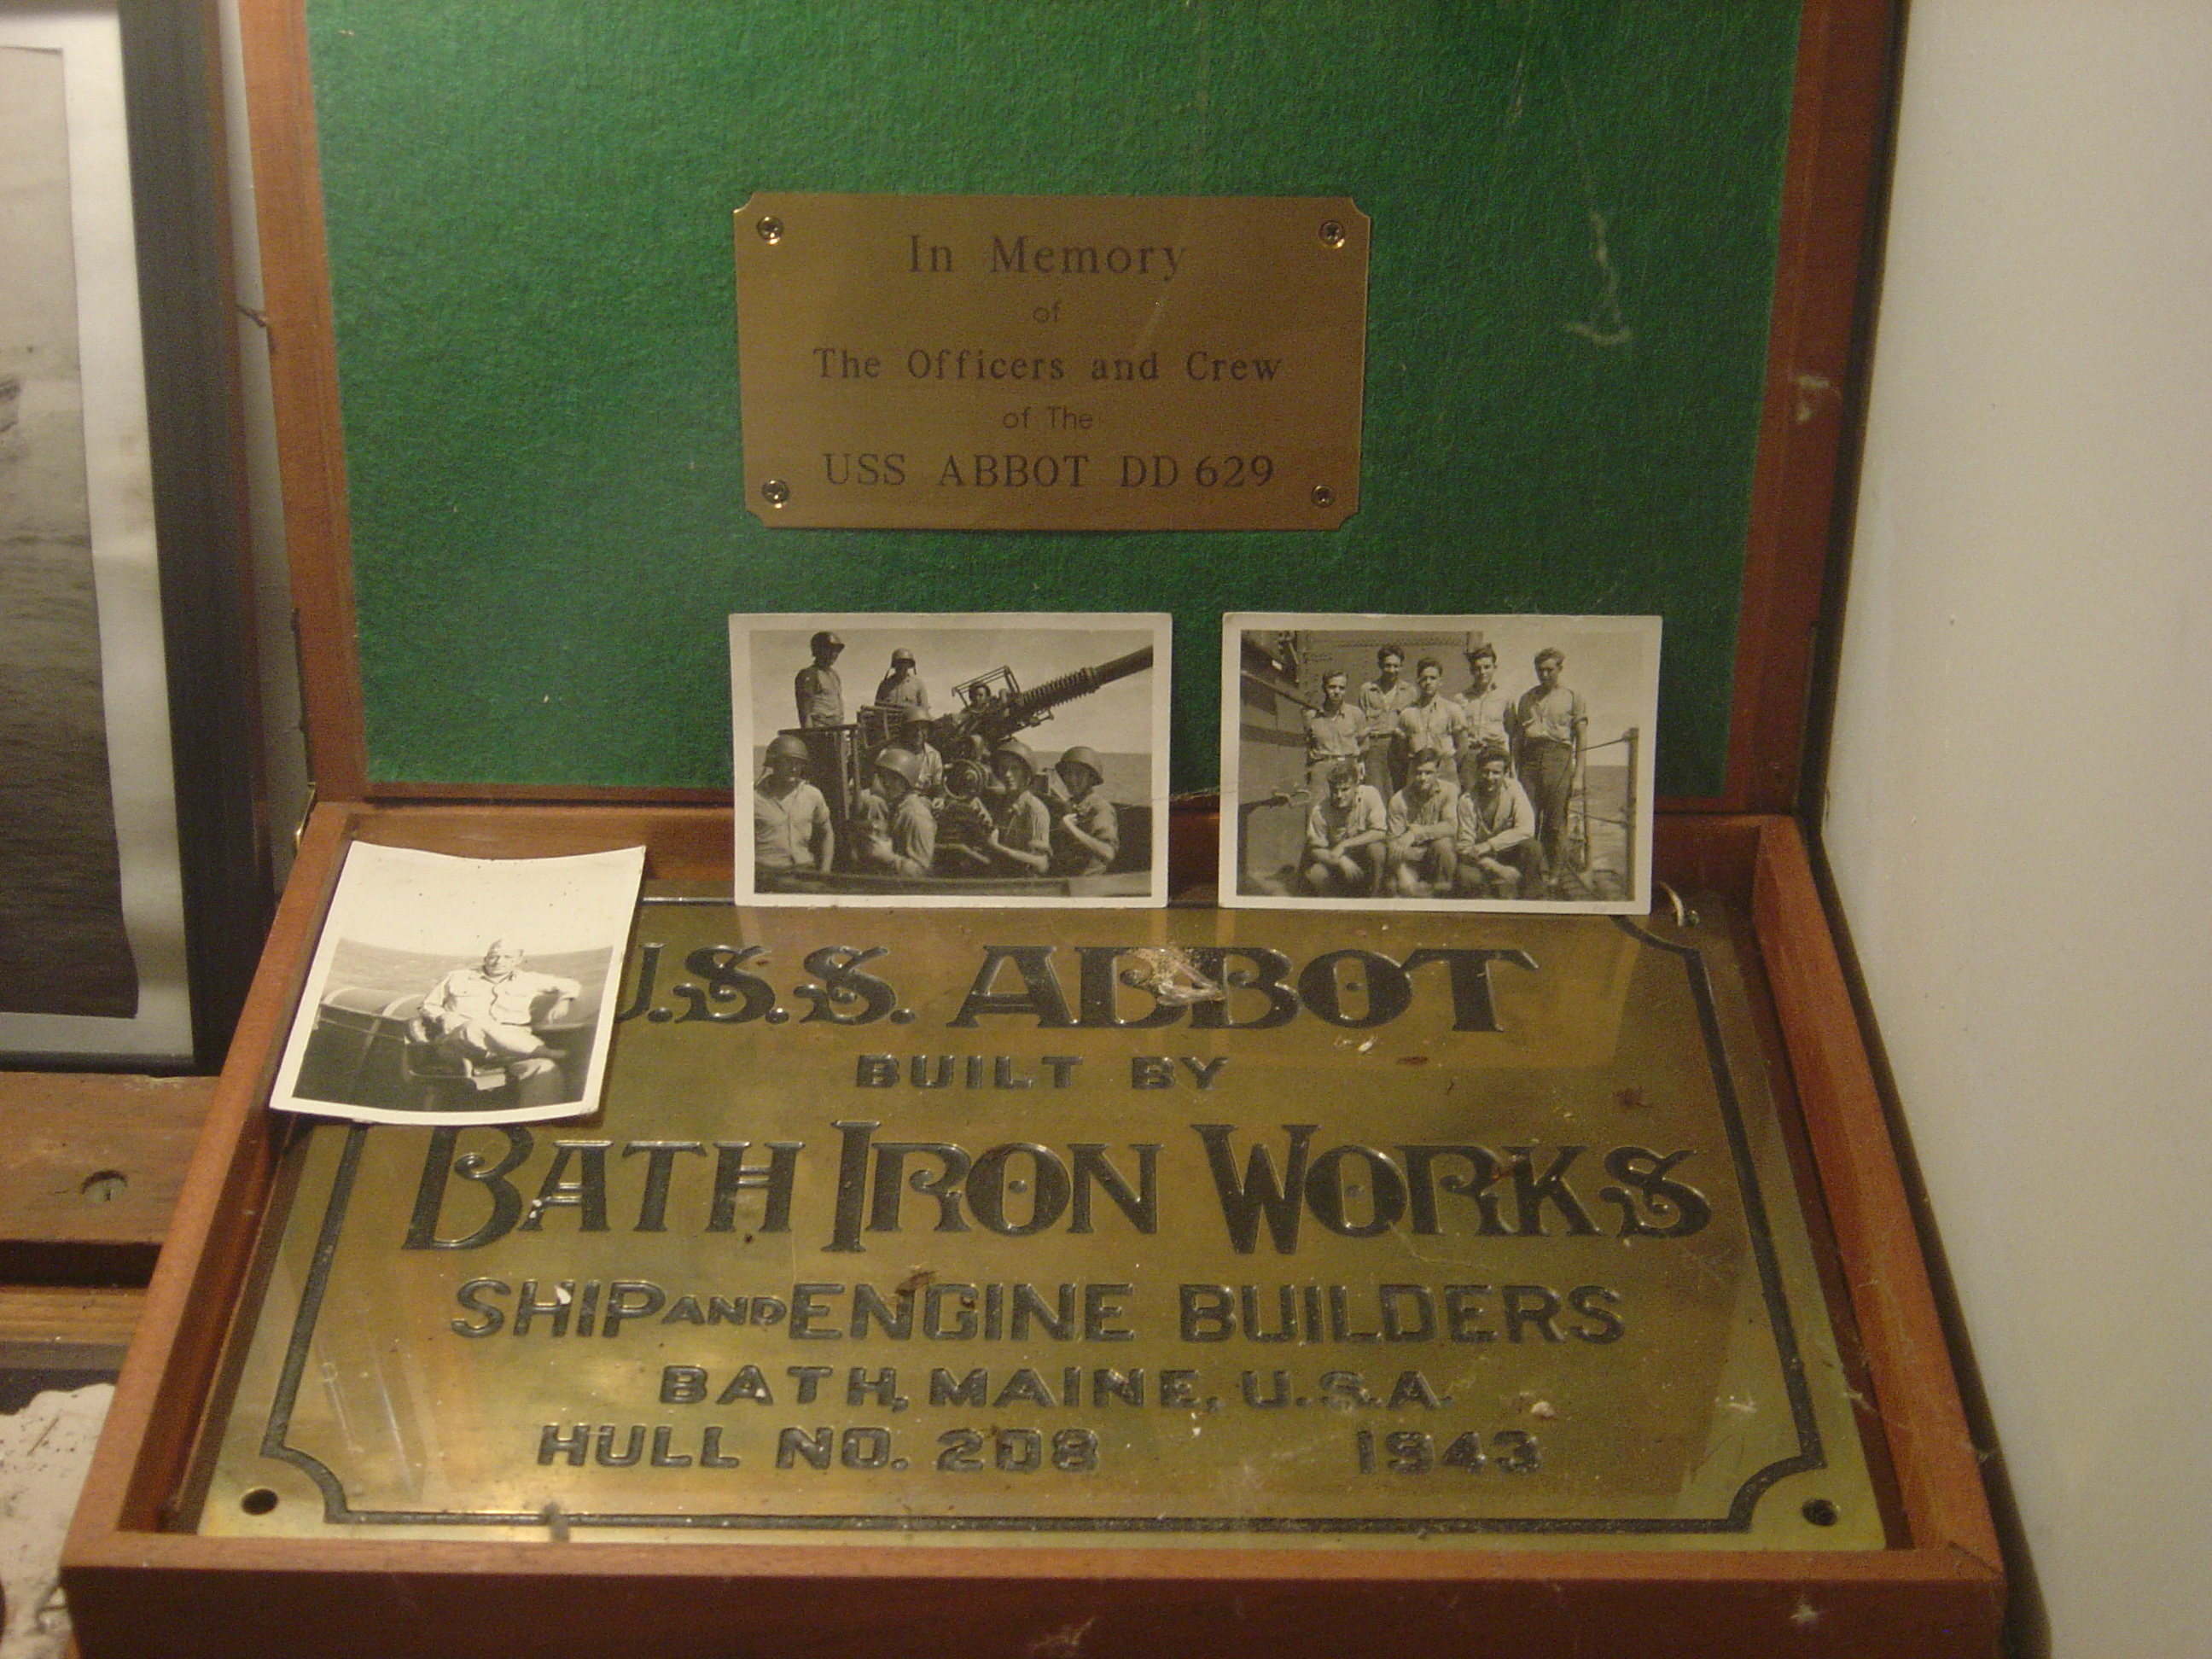 In Memory
of
The Officers and Crew
of The
USS ABBOT DD 629
U.S.S. ABBOT
BUILT BY
BATH IRON WORKS
SHIP AND ENGINE BUILDERS
BATH, MAINE, U.S.A.
HULL NO. 208 1943